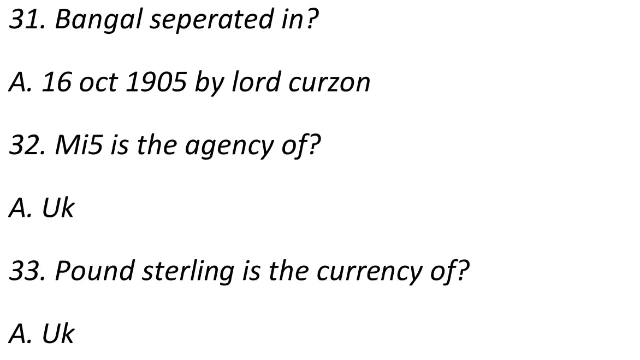 31. Bangal seperated in?
A. 16 oct 1905 by lord curzon
32. Mi5 is the agency of?
A. Uk
33. Pound sterling is the currency of?
A. Uk